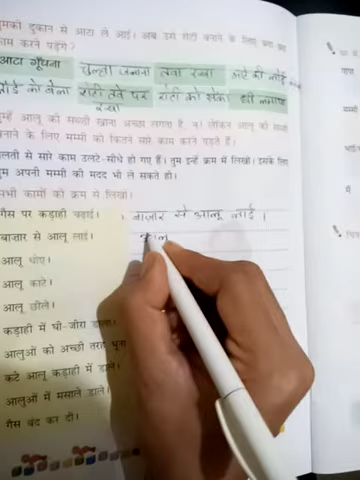 तुमको दुकान से आटा ले आईं। अब उसे रोटी बनाने के लिए क्या क्या
काम करने पड़ेंगे?
आटा गूँथना चूल्हा जलाना तवा रखा आटे की लोई
लोई को बेला रोटी तवे पर रखा रोटी को सेका घी लगाया
तुम्हें आलू की सब्ज़ी खाना अच्छा लगता है, न! लेकिन आलू की सब्ज़ी
बनाने के लिए मम्मी को कितने सारे काम करने पड़ते हैं।
गलती से सारे काम उलटे-सीधे हो गए हैं। तुम इन्हें क्रम में लिखो। इसके लिए
तुम अपनी मम्मी की मदद भी ले सकते हो।
सभी कामों को क्रम से लिखो।
गैस पर कड़ाही चढ़ाई। बाज़ार से आलू लाई।
बाज़ार से आलू लाईं। आलू
आलू धोए।
आलू काटे।
आलू छीले।
कड़ाही में घी-जीरा डाला।
आलुओं को अच्छी तरह भूना
कटे आलू कड़ाही में डाले।
आलुओं में मसाले डाले।
गैस बंद कर दी।